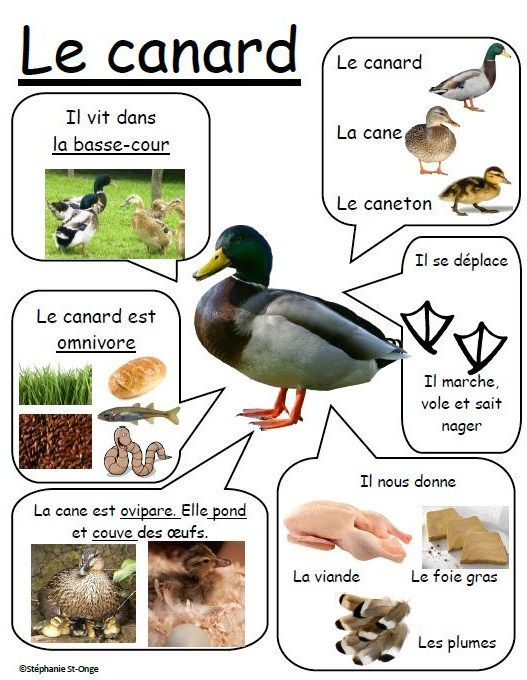 Le canard
Le canard
La cane
Le caneton
Il vit dans
la basse-cour
Il se déplace
Il marche,
vole et sait
nager
Le canard est
omnivore
Il nous donne
La viande
Le foie gras
Les plumes
La cane est ovipare. Elle pond
et couve des œufs.
©Stéphanie St-Onge